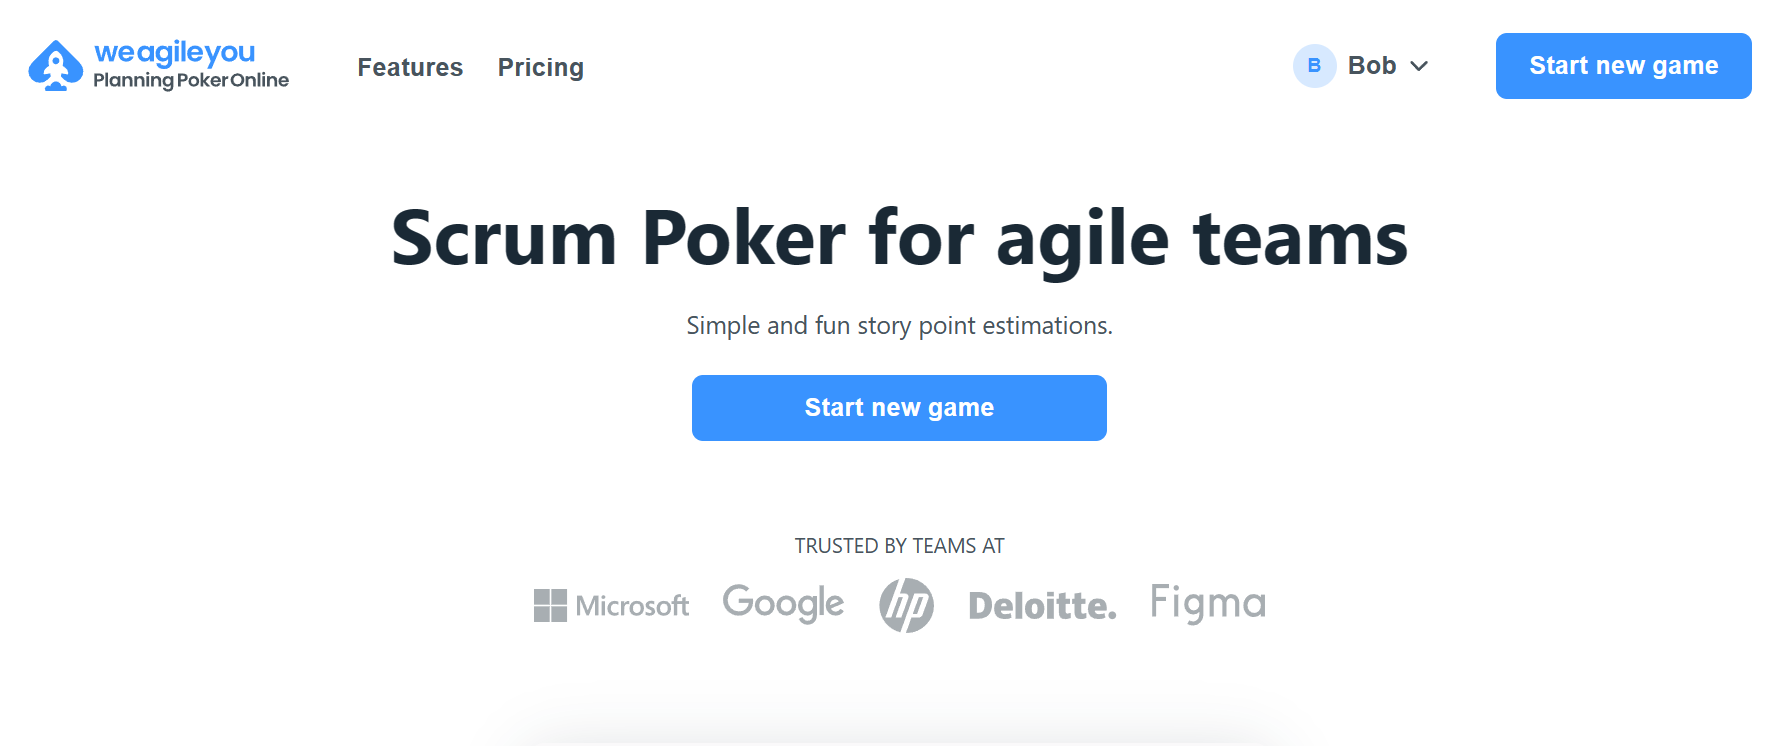 weagileyou
Planning Poker Online
Features
Pricing
B
Bob
Start new game
Scrum Poker for agile teams
Simple and fun story point estimations.
Start new game
TRUSTED BY TEAMS AT
Microsoft
Google
hp
Deloitte.
Figma